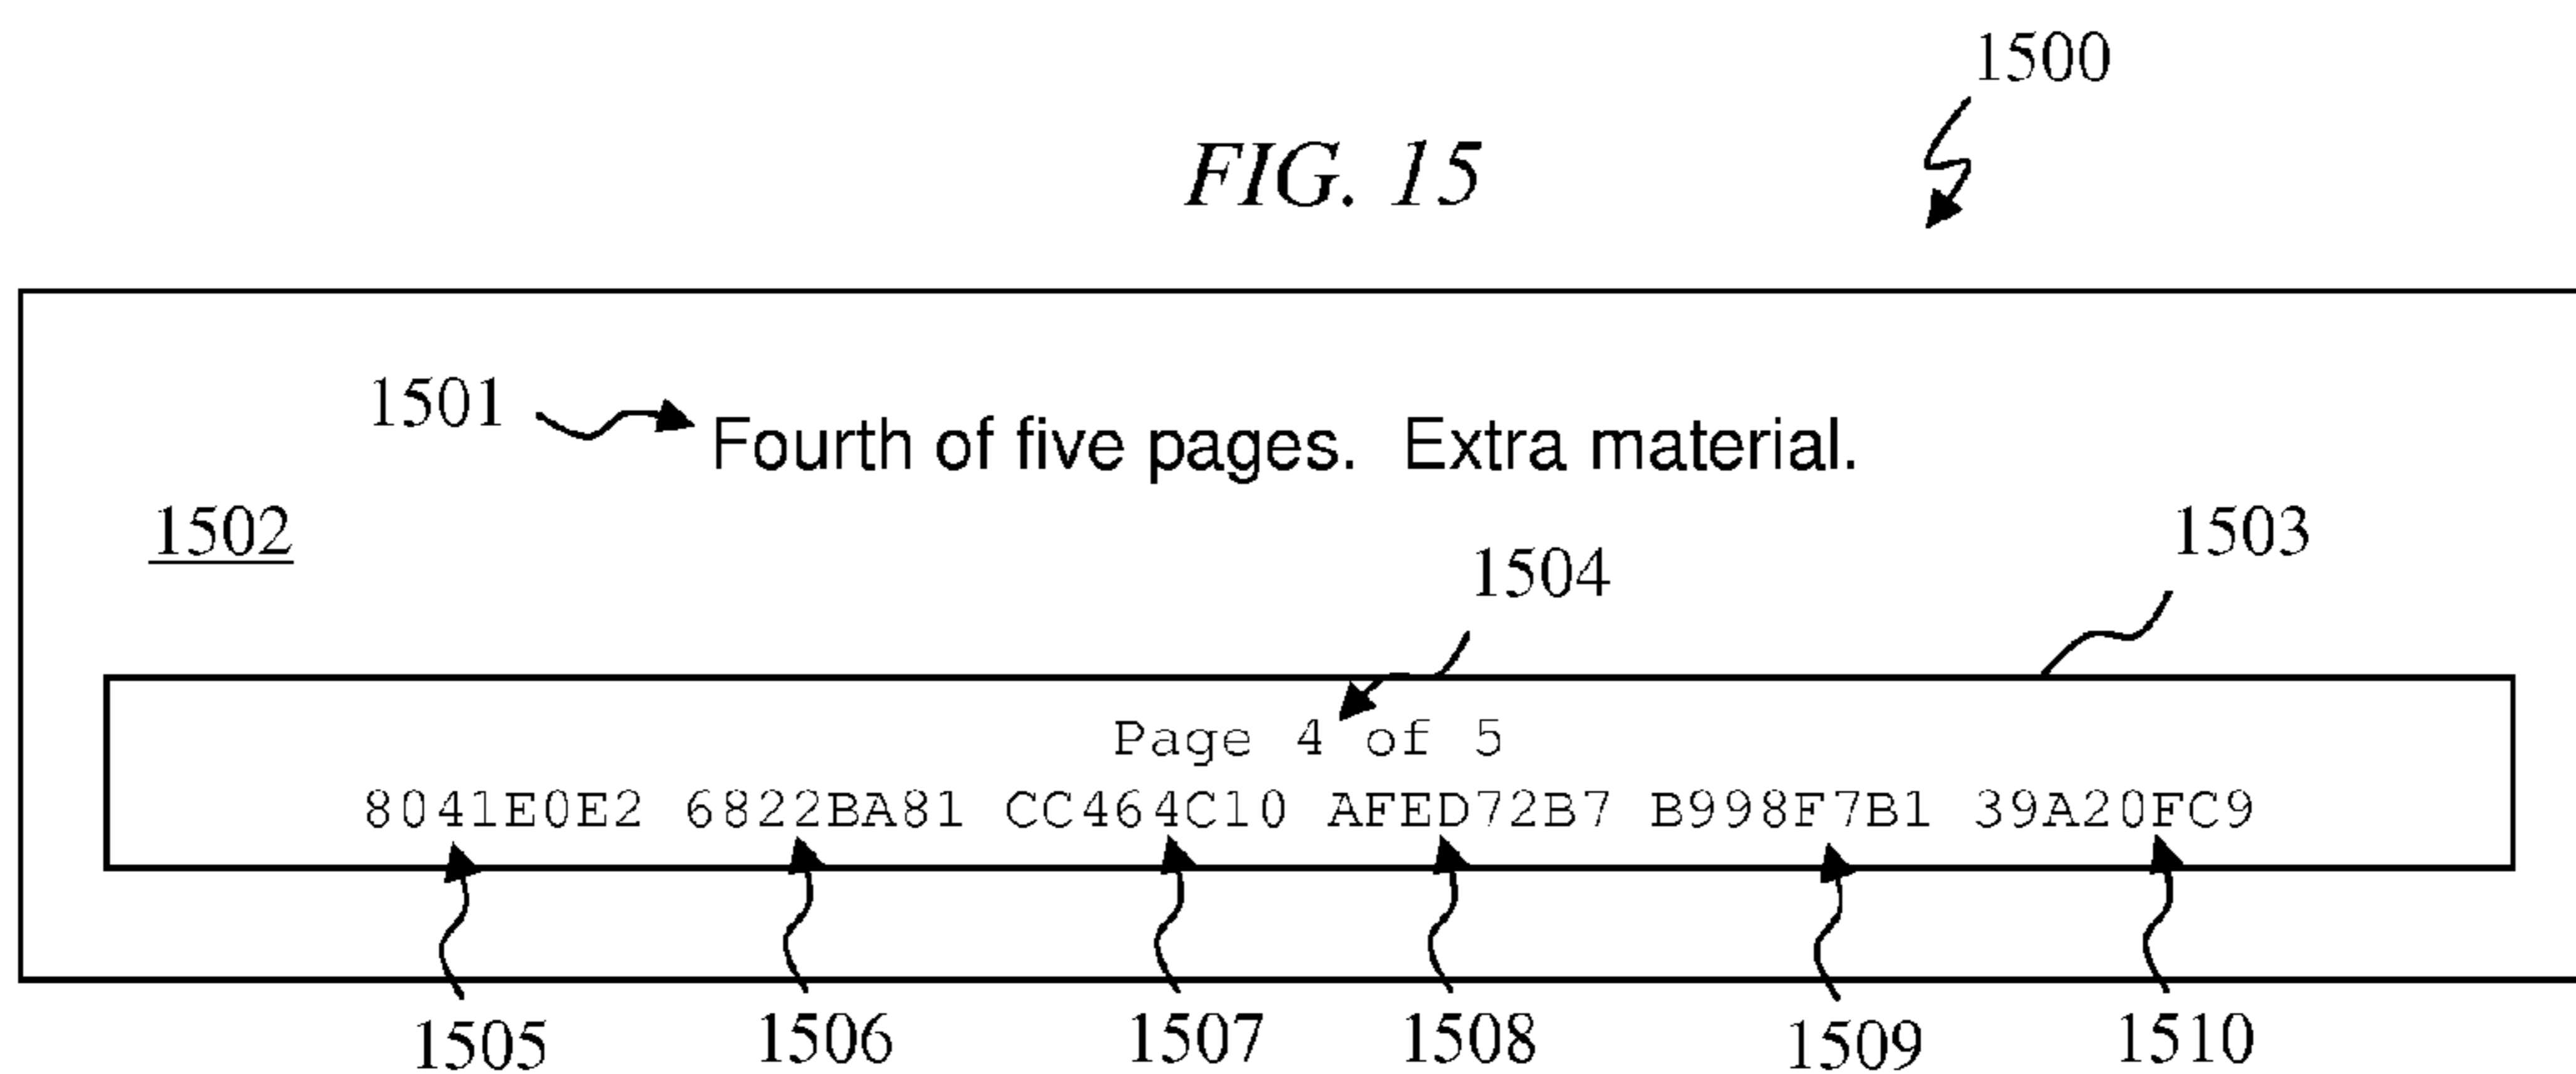 1500
FIG. 15
1501 Fourth of five pages.  Extra material.
1502
1503
1504
Page 4 of 5
8041E0E2 6822BA81 CC464C10 AFED72B7 B998F7B1 39A20FC9
1505 1506 1507 1508 1509 1510